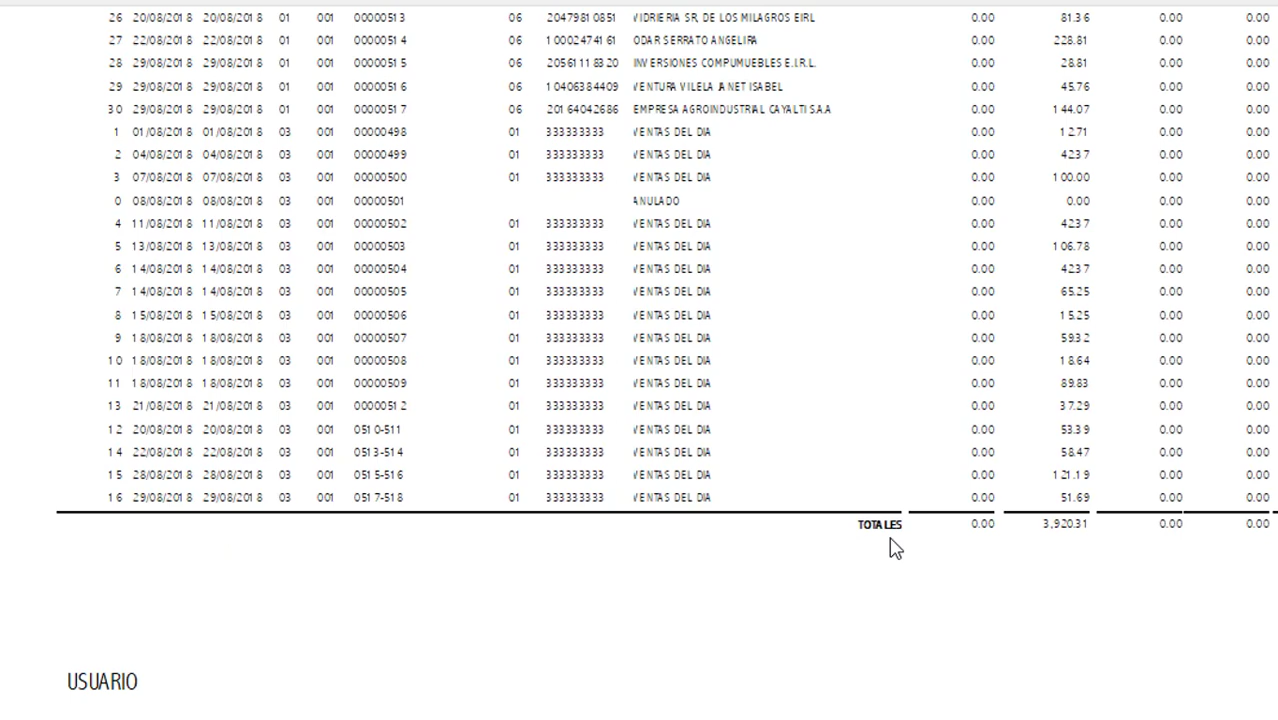 26 20/08/2018 20/08/2018 01 001 00000513 06 20479810851 VIDRIERIA SR. DE LOS MILAGROS EIRL 0.00 81.36 0.00 0.00
27 22/08/2018 22/08/2018 01 001 00000514 06 10002474161 ODAR SERRATO ANGELIRA 0.00 228.81 0.00 0.00
28 29/08/2018 29/08/2018 01 001 00000515 06 20561118320 INVERSIONES COMPUMUEBLES E.I.R.L. 0.00 28.81 0.00 0.00
29 29/08/2018 29/08/2018 01 001 00000516 06 10406384409 VENTURA VILELA JANET ISABEL 0.00 45.76 0.00 0.00
30 29/08/2018 29/08/2018 01 001 00000517 06 20164042686 EMPRESA AGROINDUSTRIAL CAYALTI S.A.A 0.00 144.07 0.00 0.00
1 01/08/2018 01/08/2018 03 001 00000498 01 333333333 VENTAS DEL DIA 0.00 12.71 0.00 0.00
2 04/08/2018 04/08/2018 03 001 00000499 01 333333333 VENTAS DEL DIA 0.00 42.37 0.00 0.00
3 07/08/2018 07/08/2018 03 001 00000500 01 333333333 VENTAS DEL DIA 0.00 100.00 0.00 0.00
0 08/08/2018 08/08/2018 03 001 00000501 ANULADO 0.00 0.00 0.00 0.00
4 11/08/2018 11/08/2018 03 001 00000502 01 333333333 VENTAS DEL DIA 0.00 42.37 0.00 0.00
5 13/08/2018 13/08/2018 03 001 00000503 01 333333333 VENTAS DEL DIA 0.00 106.78 0.00 0.00
6 14/08/2018 14/08/2018 03 001 00000504 01 333333333 VENTAS DEL DIA 0.00 42.37 0.00 0.00
7 14/08/2018 14/08/2018 03 001 00000505 01 333333333 VENTAS DEL DIA 0.00 65.25 0.00 0.00
8 15/08/2018 15/08/2018 03 001 00000506 01 333333333 VENTAS DEL DIA 0.00 15.25 0.00 0.00
9 18/08/2018 18/08/2018 03 001 00000507 01 333333333 VENTAS DEL DIA 0.00 59.32 0.00 0.00
10 18/08/2018 18/08/2018 03 001 00000508 01 333333333 VENTAS DEL DIA 0.00 18.64 0.00 0.00
11 18/08/2018 18/08/2018 03 001 00000509 01 333333333 VENTAS DEL DIA 0.00 89.83 0.00 0.00
13 21/08/2018 21/08/2018 03 001 00000512 01 333333333 VENTAS DEL DIA 0.00 37.29 0.00 0.00
12 20/08/2018 20/08/2018 03 001 0510-511 01 333333333 VENTAS DEL DIA 0.00 53.39 0.00 0.00
14 22/08/2018 22/08/2018 03 001 0513-514 01 333333333 VENTAS DEL DIA 0.00 58.47 0.00 0.00
15 28/08/2018 28/08/2018 03 001 0515-516 01 333333333 VENTAS DEL DIA 0.00 121.19 0.00 0.00
16 29/08/2018 29/08/2018 03 001 0517-518 01 333333333 VENTAS DEL DIA 0.00 51.69 0.00 0.00
TOTALES 0.00 3,920.31 0.00 0.00
USUARIO